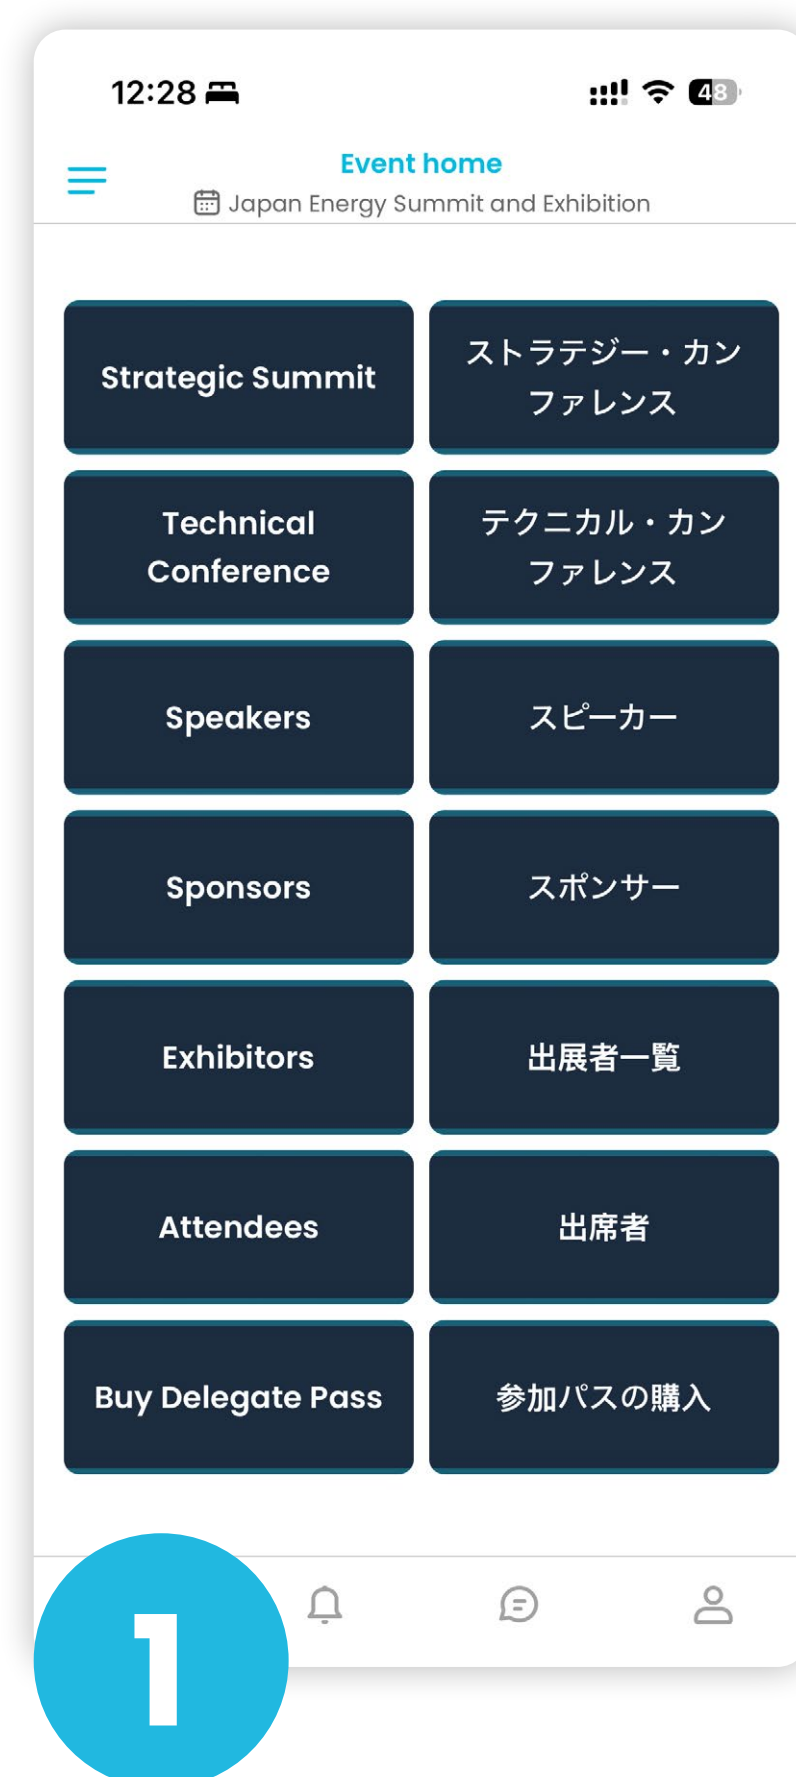 12:28
48
Event home
Japan Energy Summit and Exhibition
Strategic Summit
ストラテジー・カン
ファレンス
Technical
Conference
テクニカル・カン
ファレンス
Speakers
スピーカー
Sponsors
スポンサー
Exhibitors
出展者一覧
Attendees
出席者
Buy Delegate Pass
参加パスの購入
1